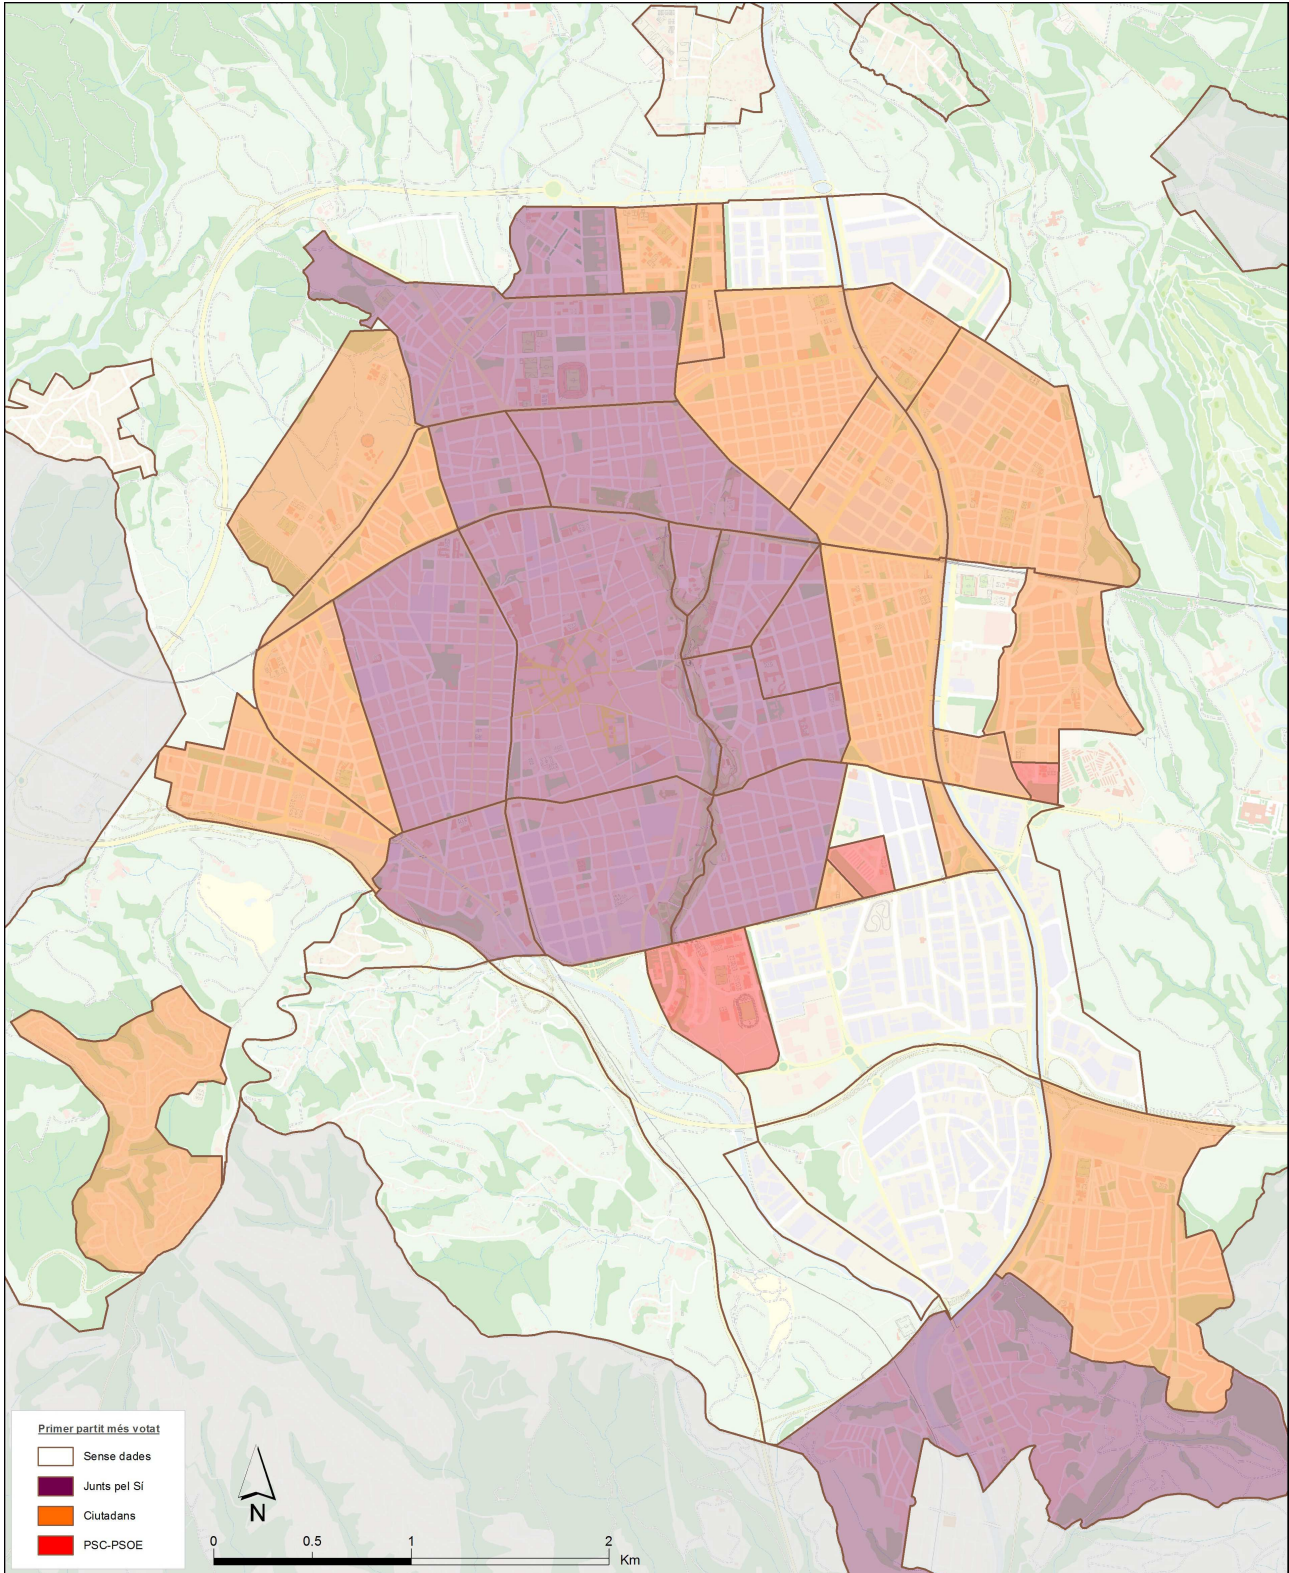 Primer partit més votat
Sense dades
Junts pel Sí
Ciutadans
PSC-PSOE
N
0 0.5 1 2
Km